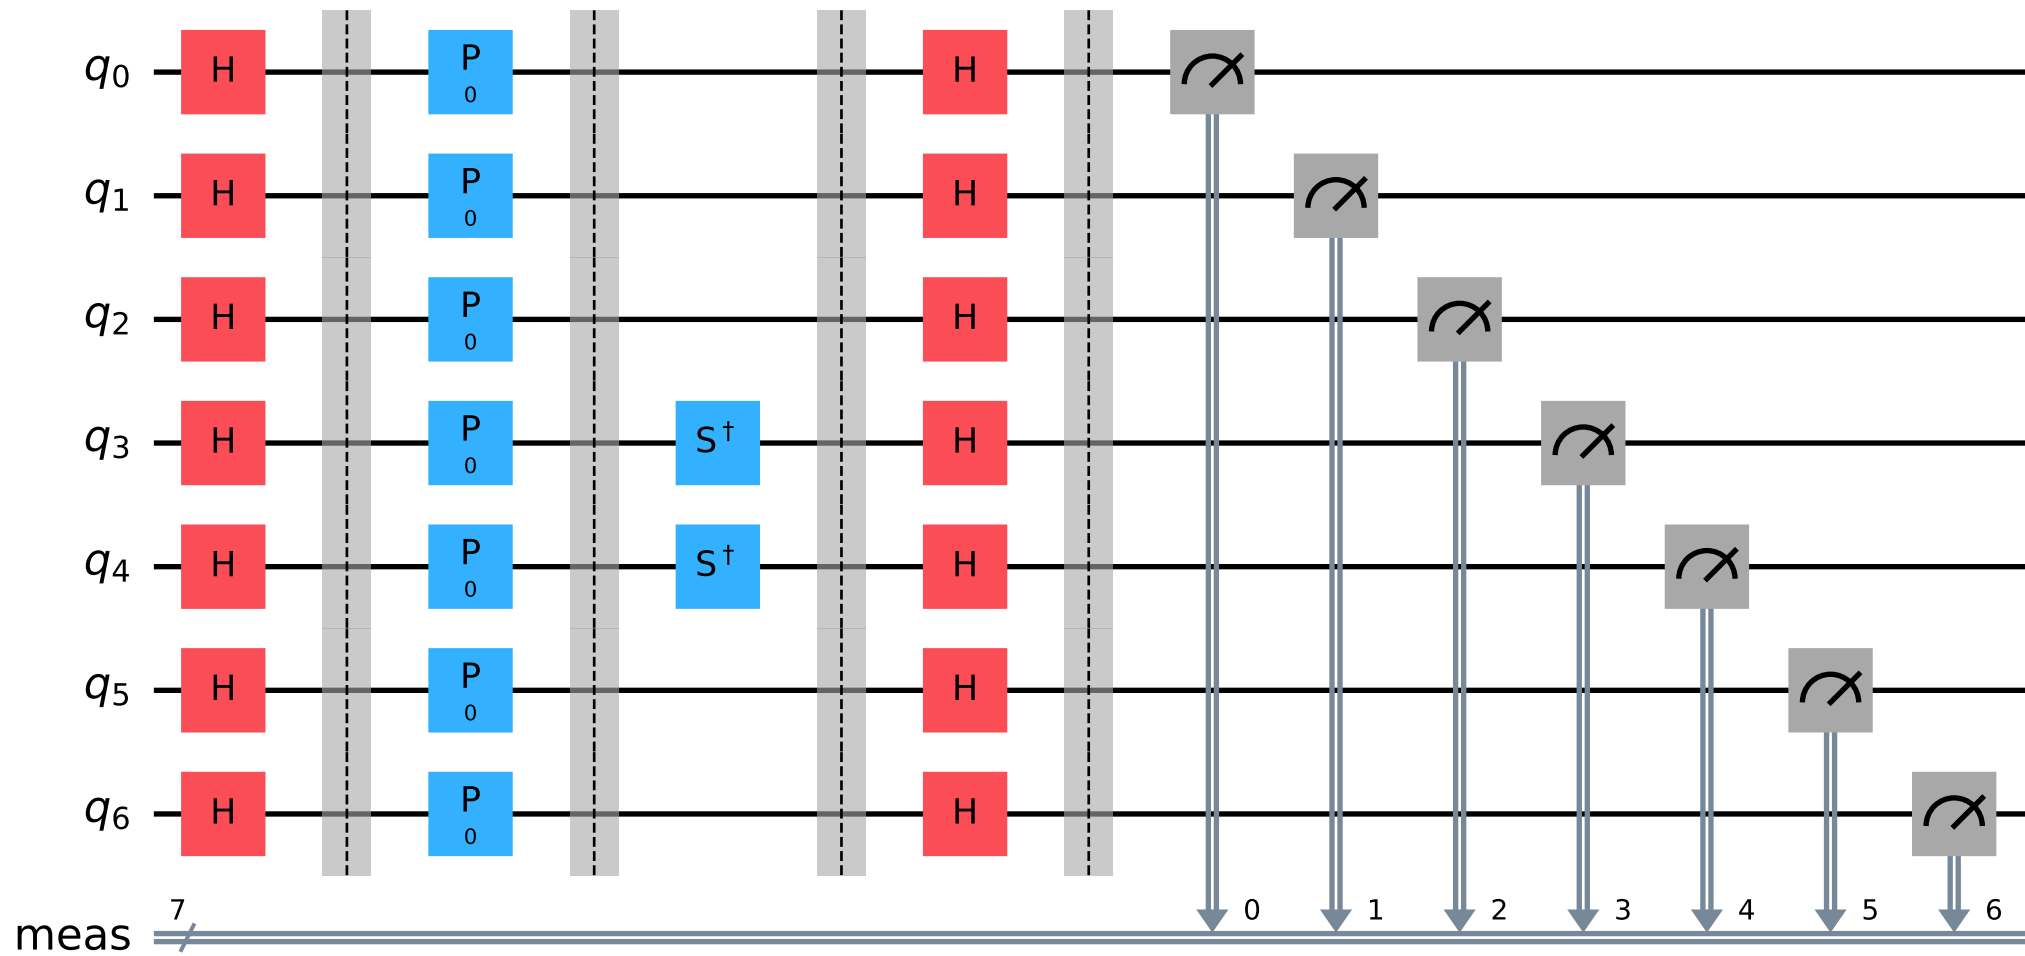 q0 H P 0 H
q1 H P 0 H
q2 H P 0 H
q3 H P 0 S† H
q4 H P 0 S† H
q5 H P 0 H
q6 H P 0 H
7 0 1 2 3 4 5 6
meas